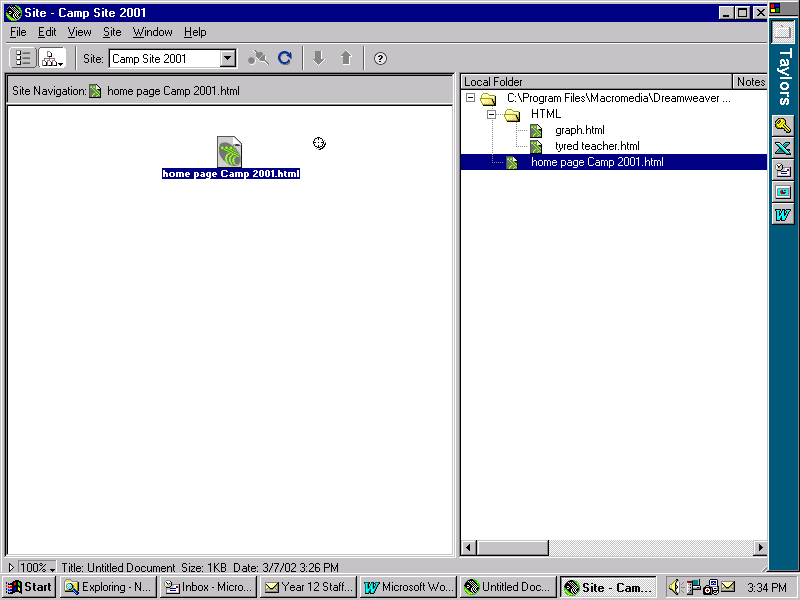 Site - Camp Site 2001
File Edit View Site Window Help
Site: Camp Site 2001
Site Navigation: home page Camp 2001.html
home page Camp 2001.html
Local Folder Notes
C:\Program Files\Macromedia\Dreamweaver ...
HTML
graph.html
tyred teacher.html
home page Camp 2001.html
Taylors
100% Title: Untitled Document Size: 1KB Date: 3/7/02 3:26 PM
Start Exploring - N... Inbox - Micro... Year 12 Staff... Microsoft Wo... Untitled Doc... Site - Cam... 3:34 PM